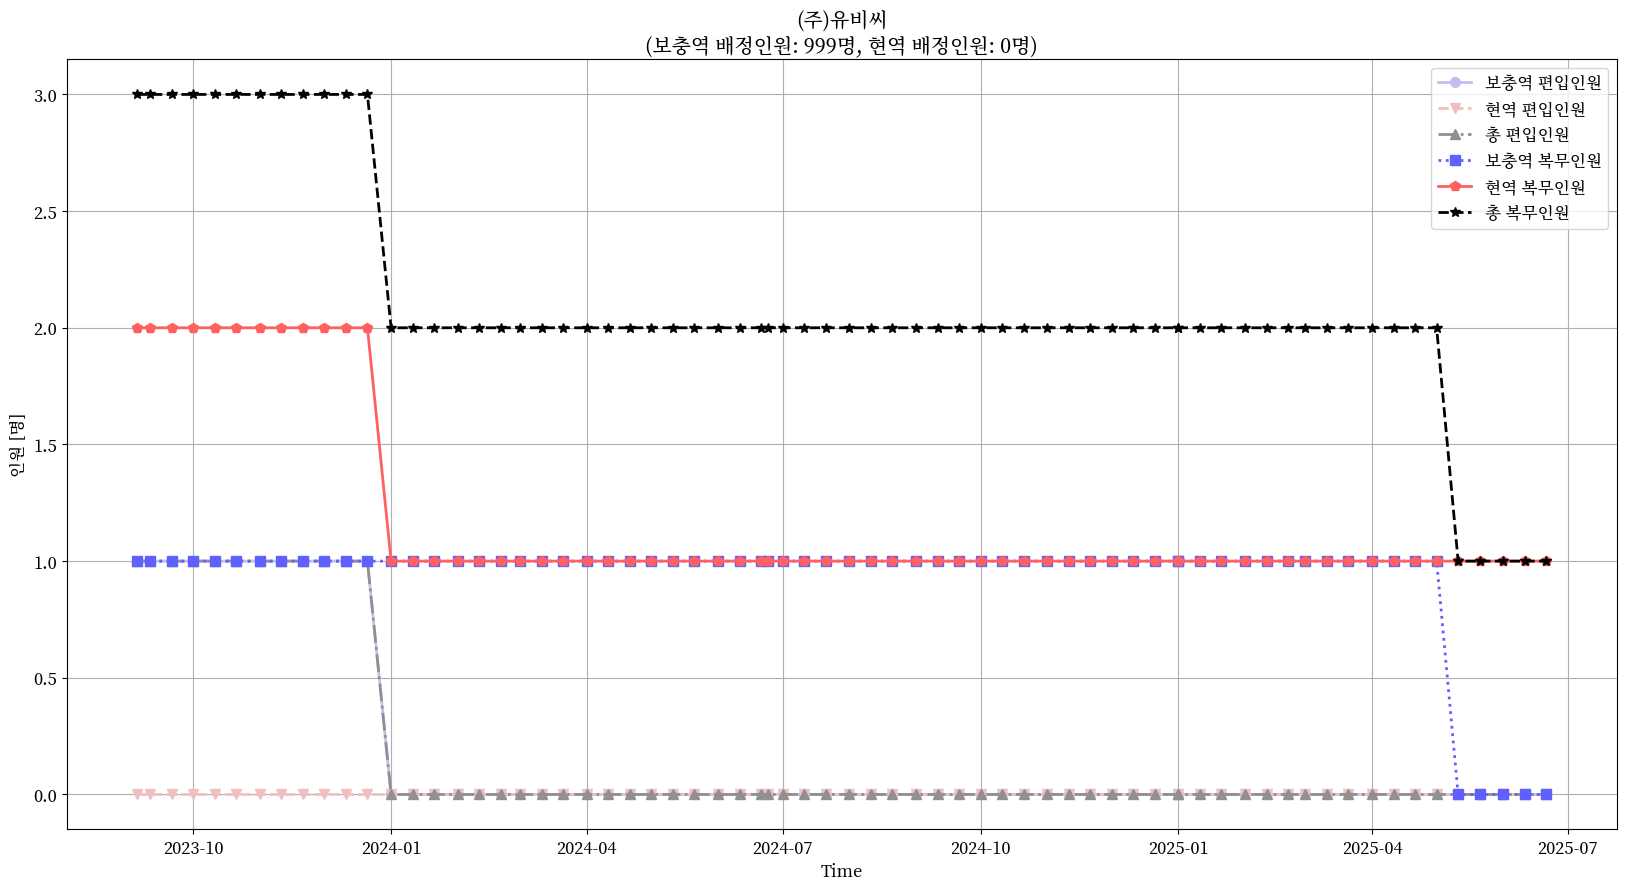 (주)유비씨
(보충역 배정인원: 999명, 현역 배정인원: 0명)
보충역 편입인원
현역 편입인원
총 편입인원
보충역 복무인원
현역 복무인원
총 복무인원
인원 [명]
3.0
2.5
2.0
1.5
1.0
0.5
0.0
2023-10
2024-01
2024-04
2024-07
2024-10
2025-01
2025-04
2025-07
Time